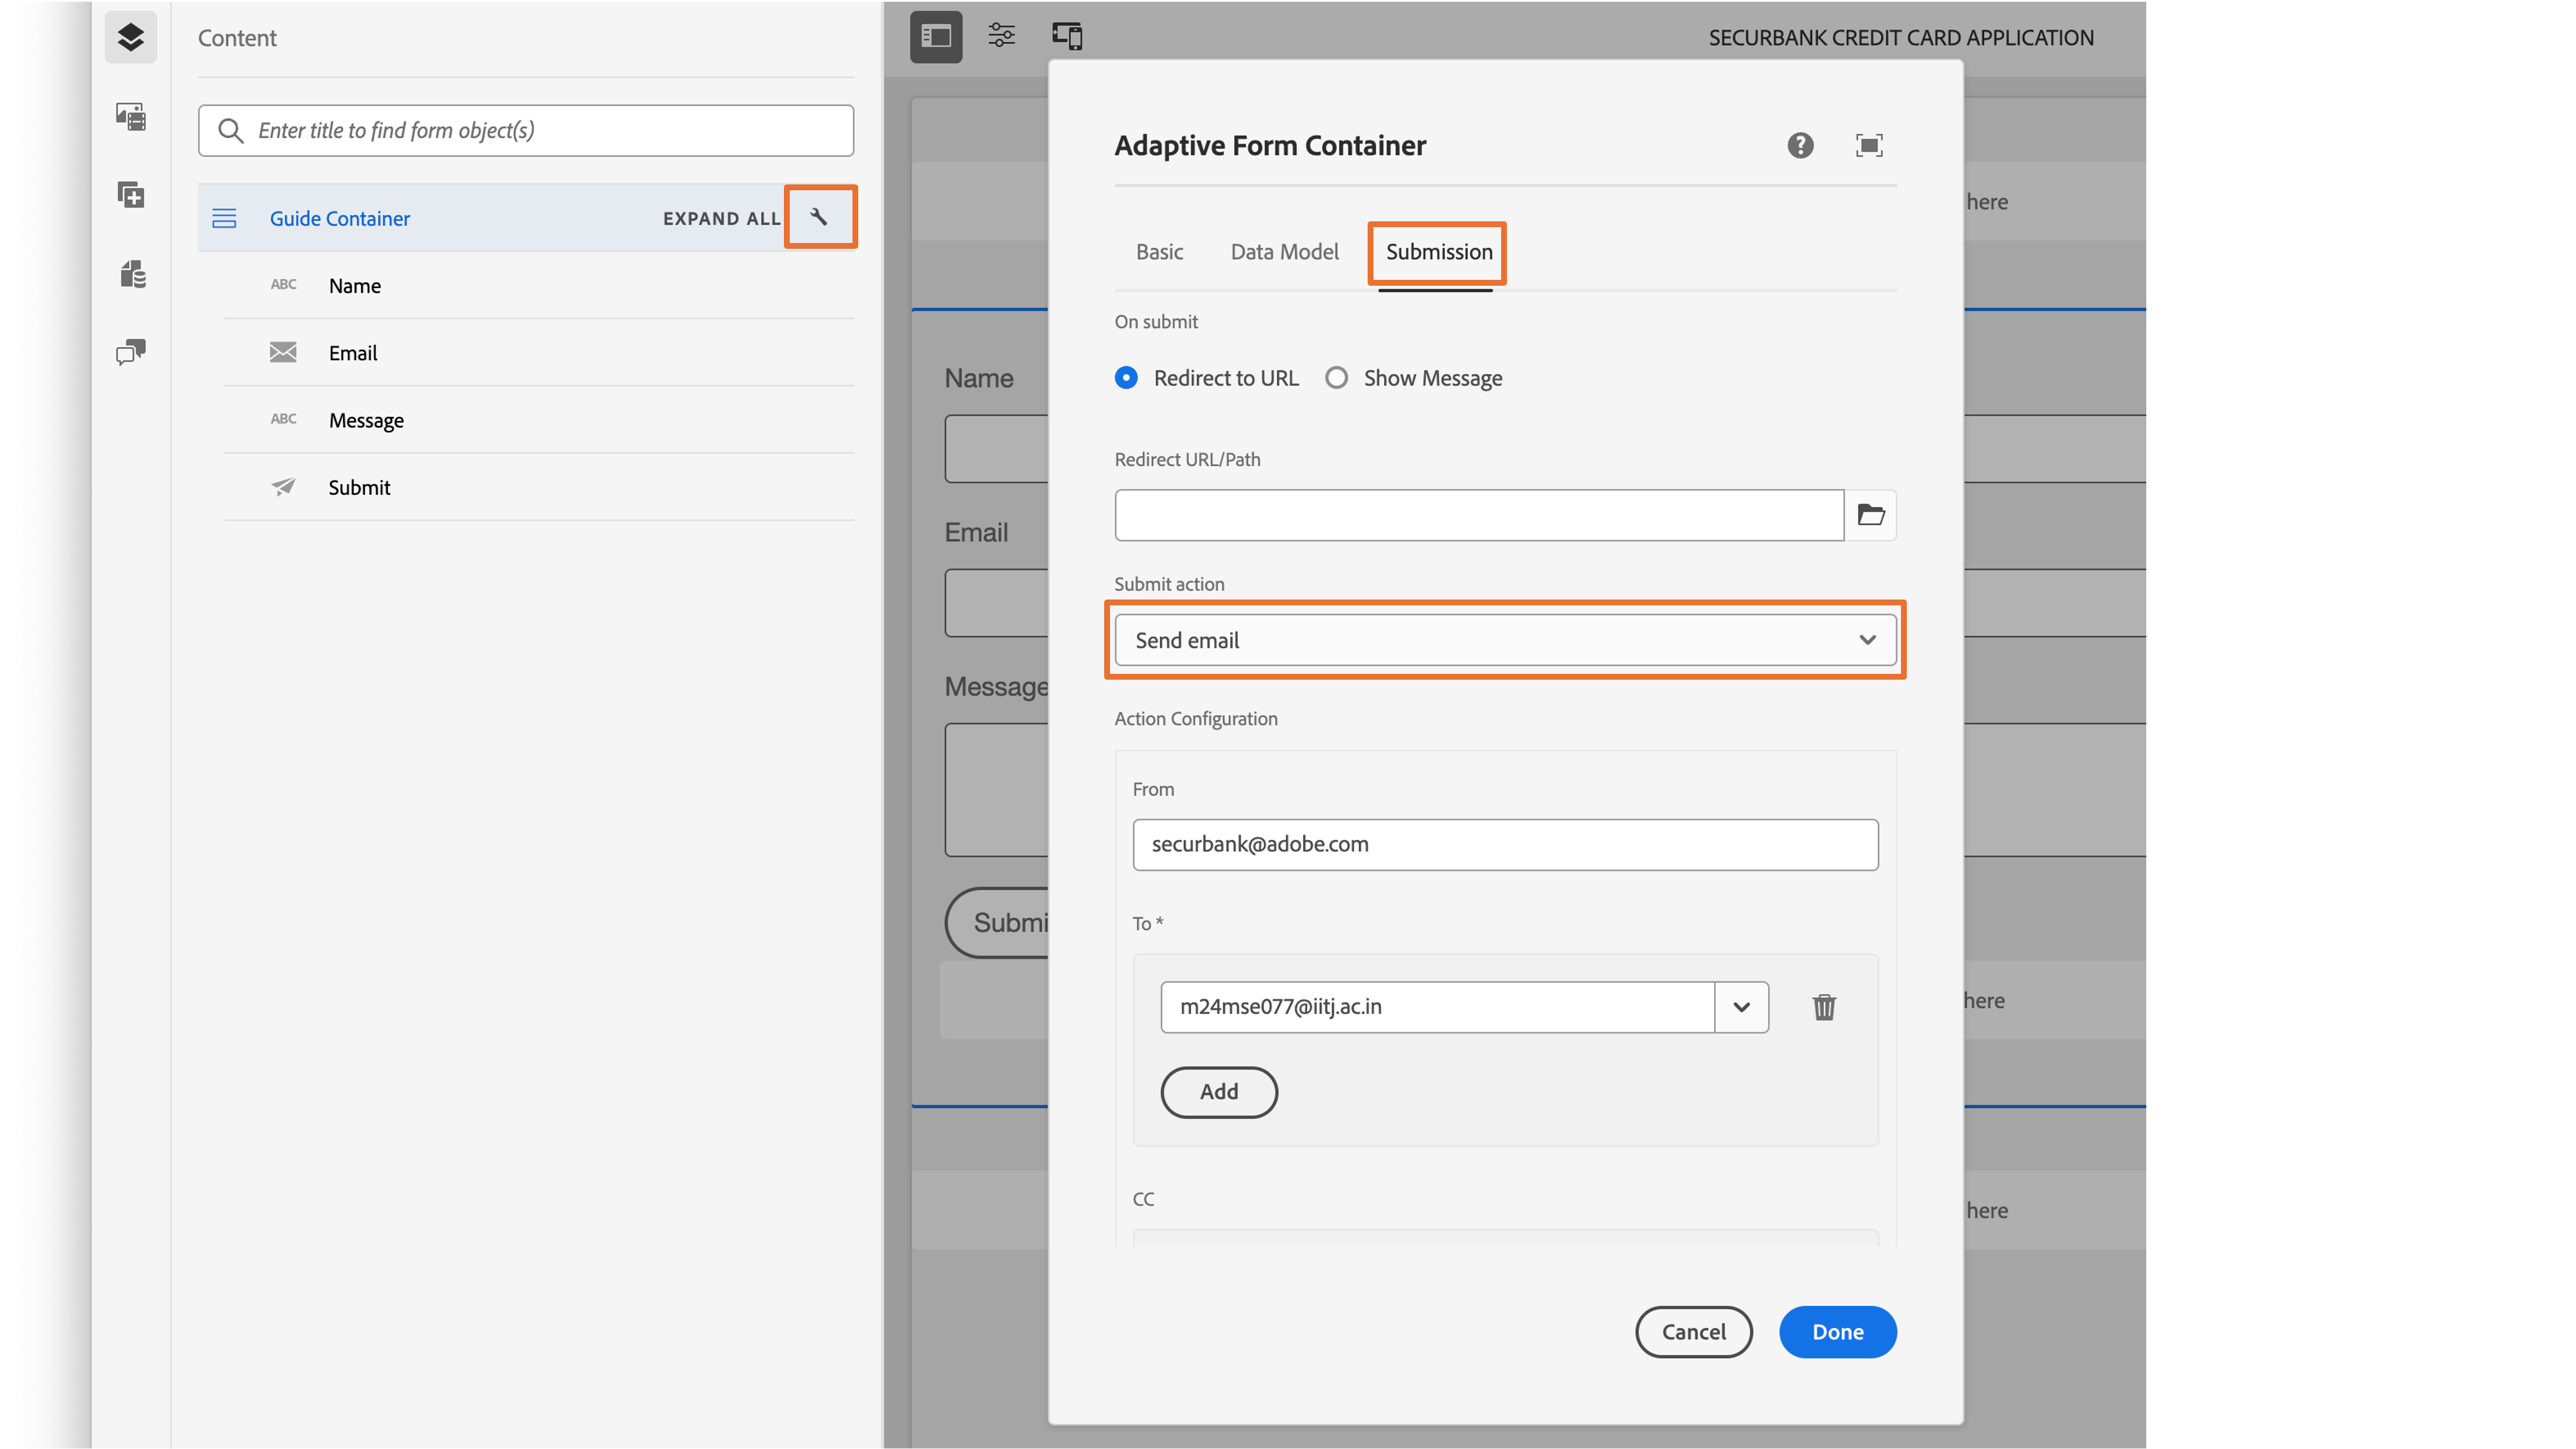 Content
Enter title to find form object(s)
Guide Container EXPAND ALL
ABC Name
Email
ABC Message
Submit
SECURBANK CREDIT CARD APPLICATION
here
Name
Email
Message
Submi
here
here
Adaptive Form Container
?
Basic Data Model Submission
On submit
Redirect to URL Show Message
Redirect URL/Path
Submit action
Send email
Action Configuration
From
securbank@adobe.com
To *
m24mse077@iitj.ac.in
Add
CC
Cancel Done